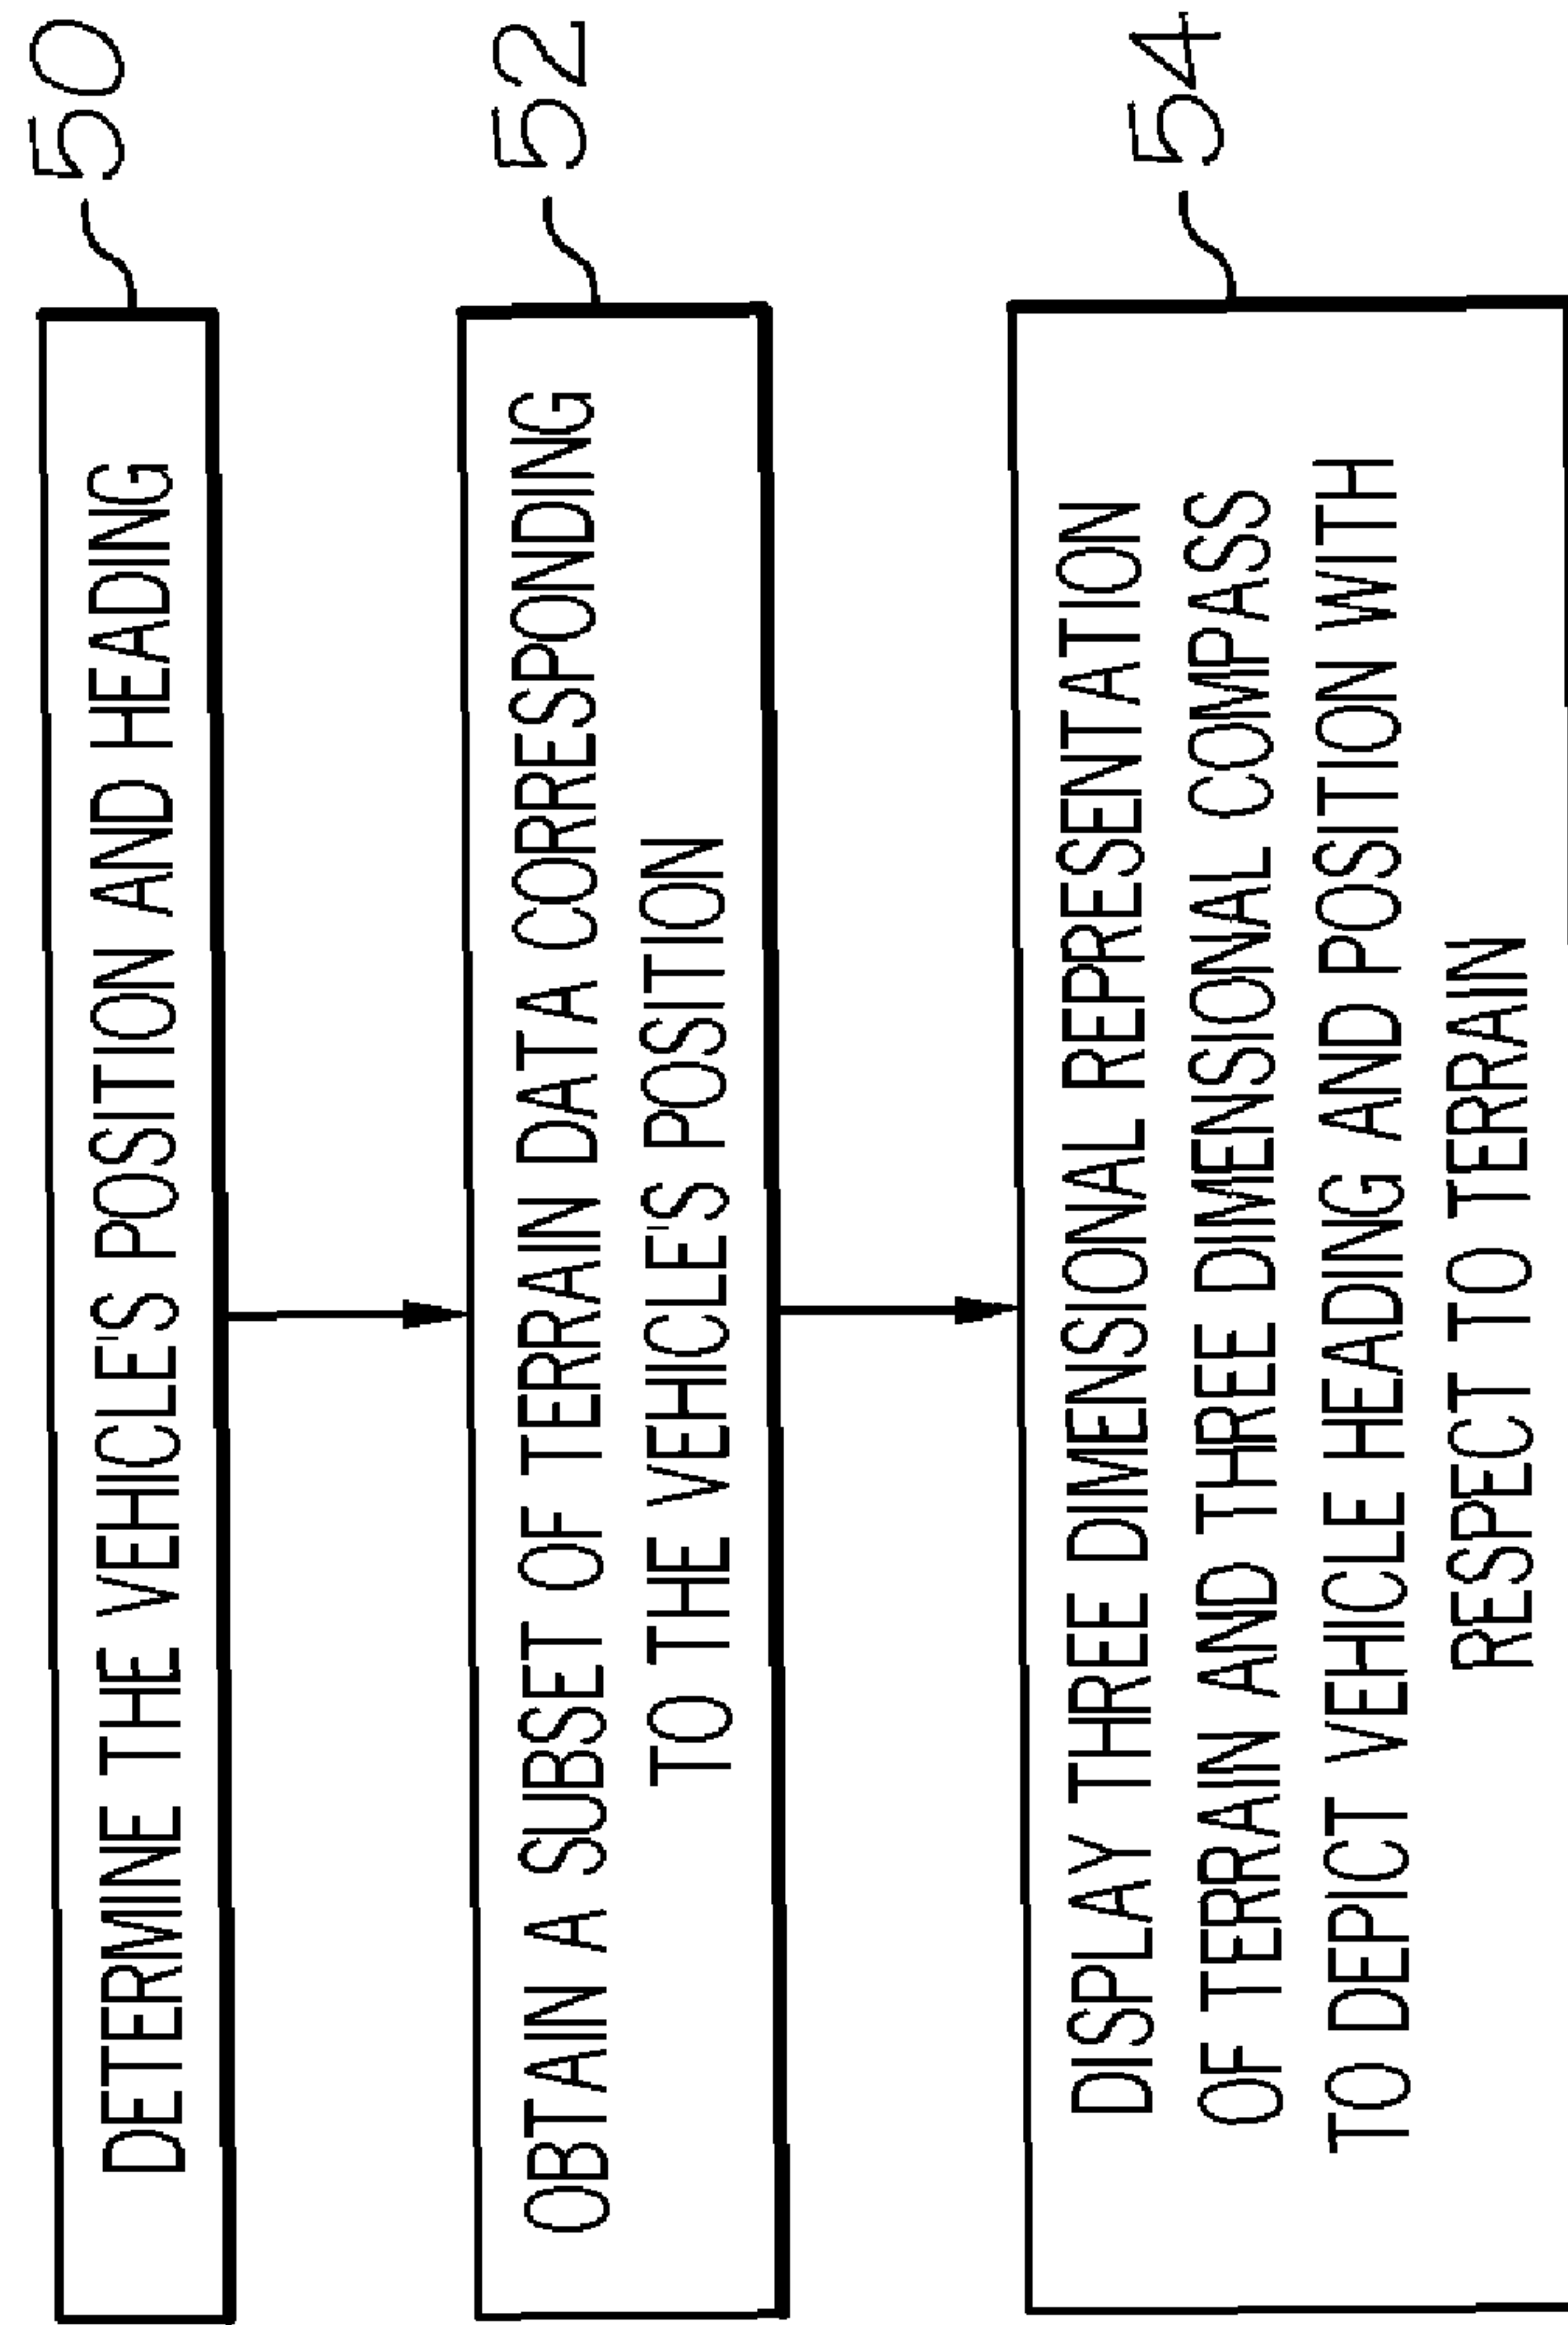 50
DETERMINE THE VEHICLE'S POSITION AND HEADING
52
OBTAIN A SUBSET OF TERRAIN DATA CORRESPONDING
TO THE VEHICLE'S POSITION
54
DISPLAY THREE DIMENSIONAL REPRESENTATION
OF TERRAIN AND THREE DIMENSIONAL COMPASS
TO DEPICT VEHICLE HEADING AND POSITION WITH
RESPECT TO TERRAIN